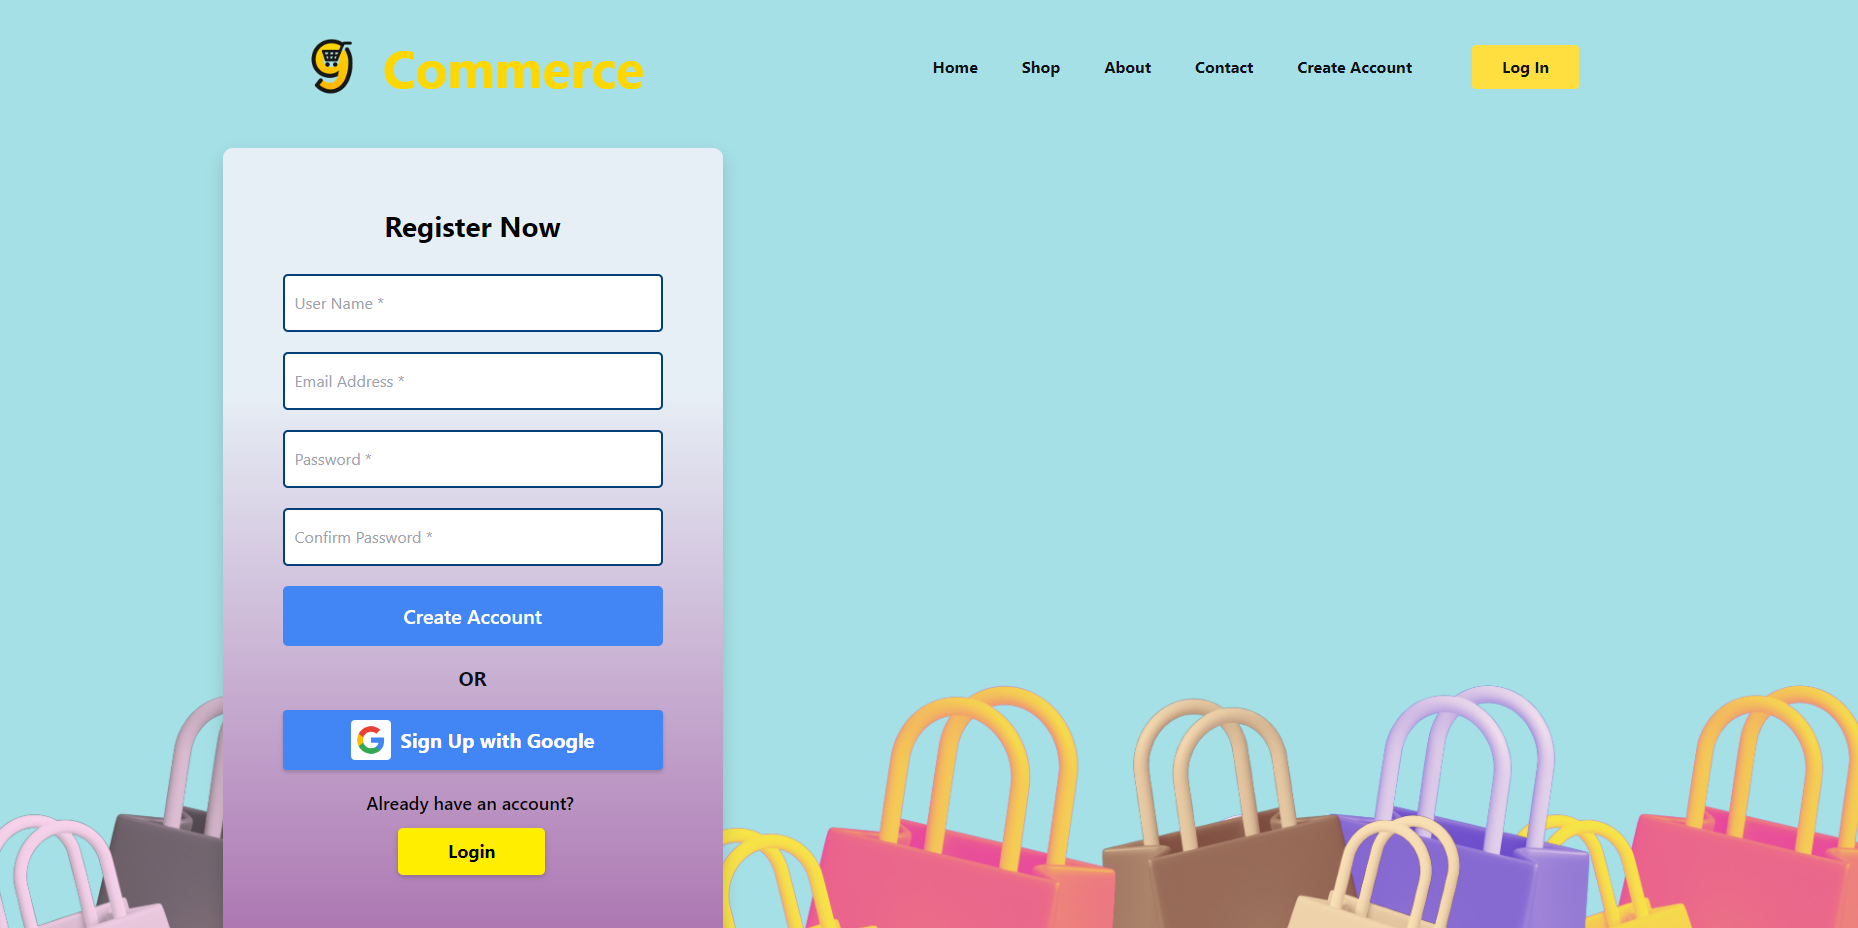 9 Commerce
Home Shop About Contact Create Account Log In
Register Now
User Name *
Email Address *
Password *
Confirm Password *
Create Account
OR
Sign Up with Google
Already have an account?
Login